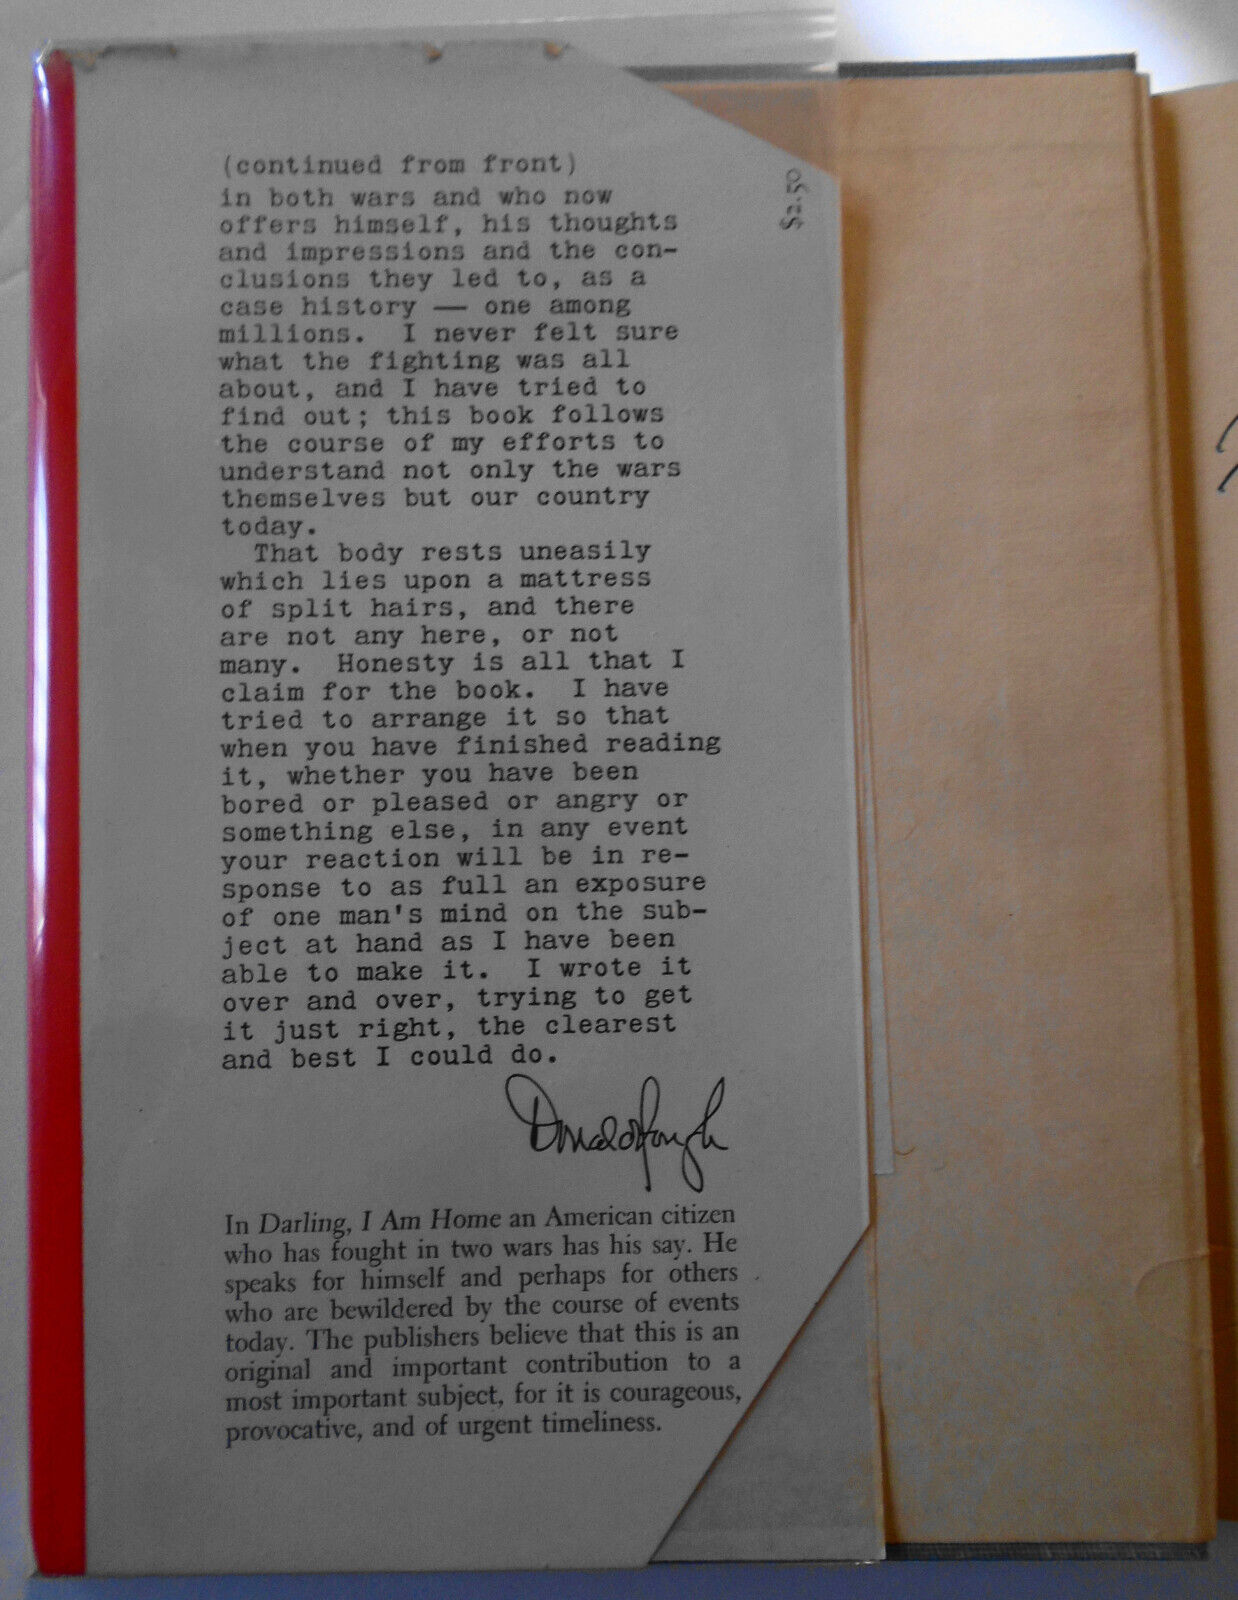 (continued from front)
in both wars and who now
offers himself, his thoughts
and impressions and the con-
clusions they led to, as a
case history — one among
millions. I never felt sure
what the fighting was all
about, and I have tried to
find out; this book follows
the course of my efforts to
understand not only the wars
themselves but our country
today.
That body rests uneasily
which lies upon a mattress
of split hairs, and there
are not any here, or not
many. Honesty is all that I
claim for the book. I have
tried to arrange it so that
when you have finished reading
it, whether you have been
bored or pleased or angry or
something else, in any event
your reaction will be in re-
sponse to as full an exposure
of one man's mind on the sub-
ject at hand as I have been
able to make it. I wrote it
over and over, trying to get
it just right, the clearest
and best I could do.
Donald
In Darling, I Am Home an American citizen
who has fought in two wars has his say. He
speaks for himself and perhaps for others
who are bewildered by the course of events
today. The publishers believe that this is an
original and important contribution to a
most important subject, for it is courageous,
provocative, and of urgent timeliness.
$2.50